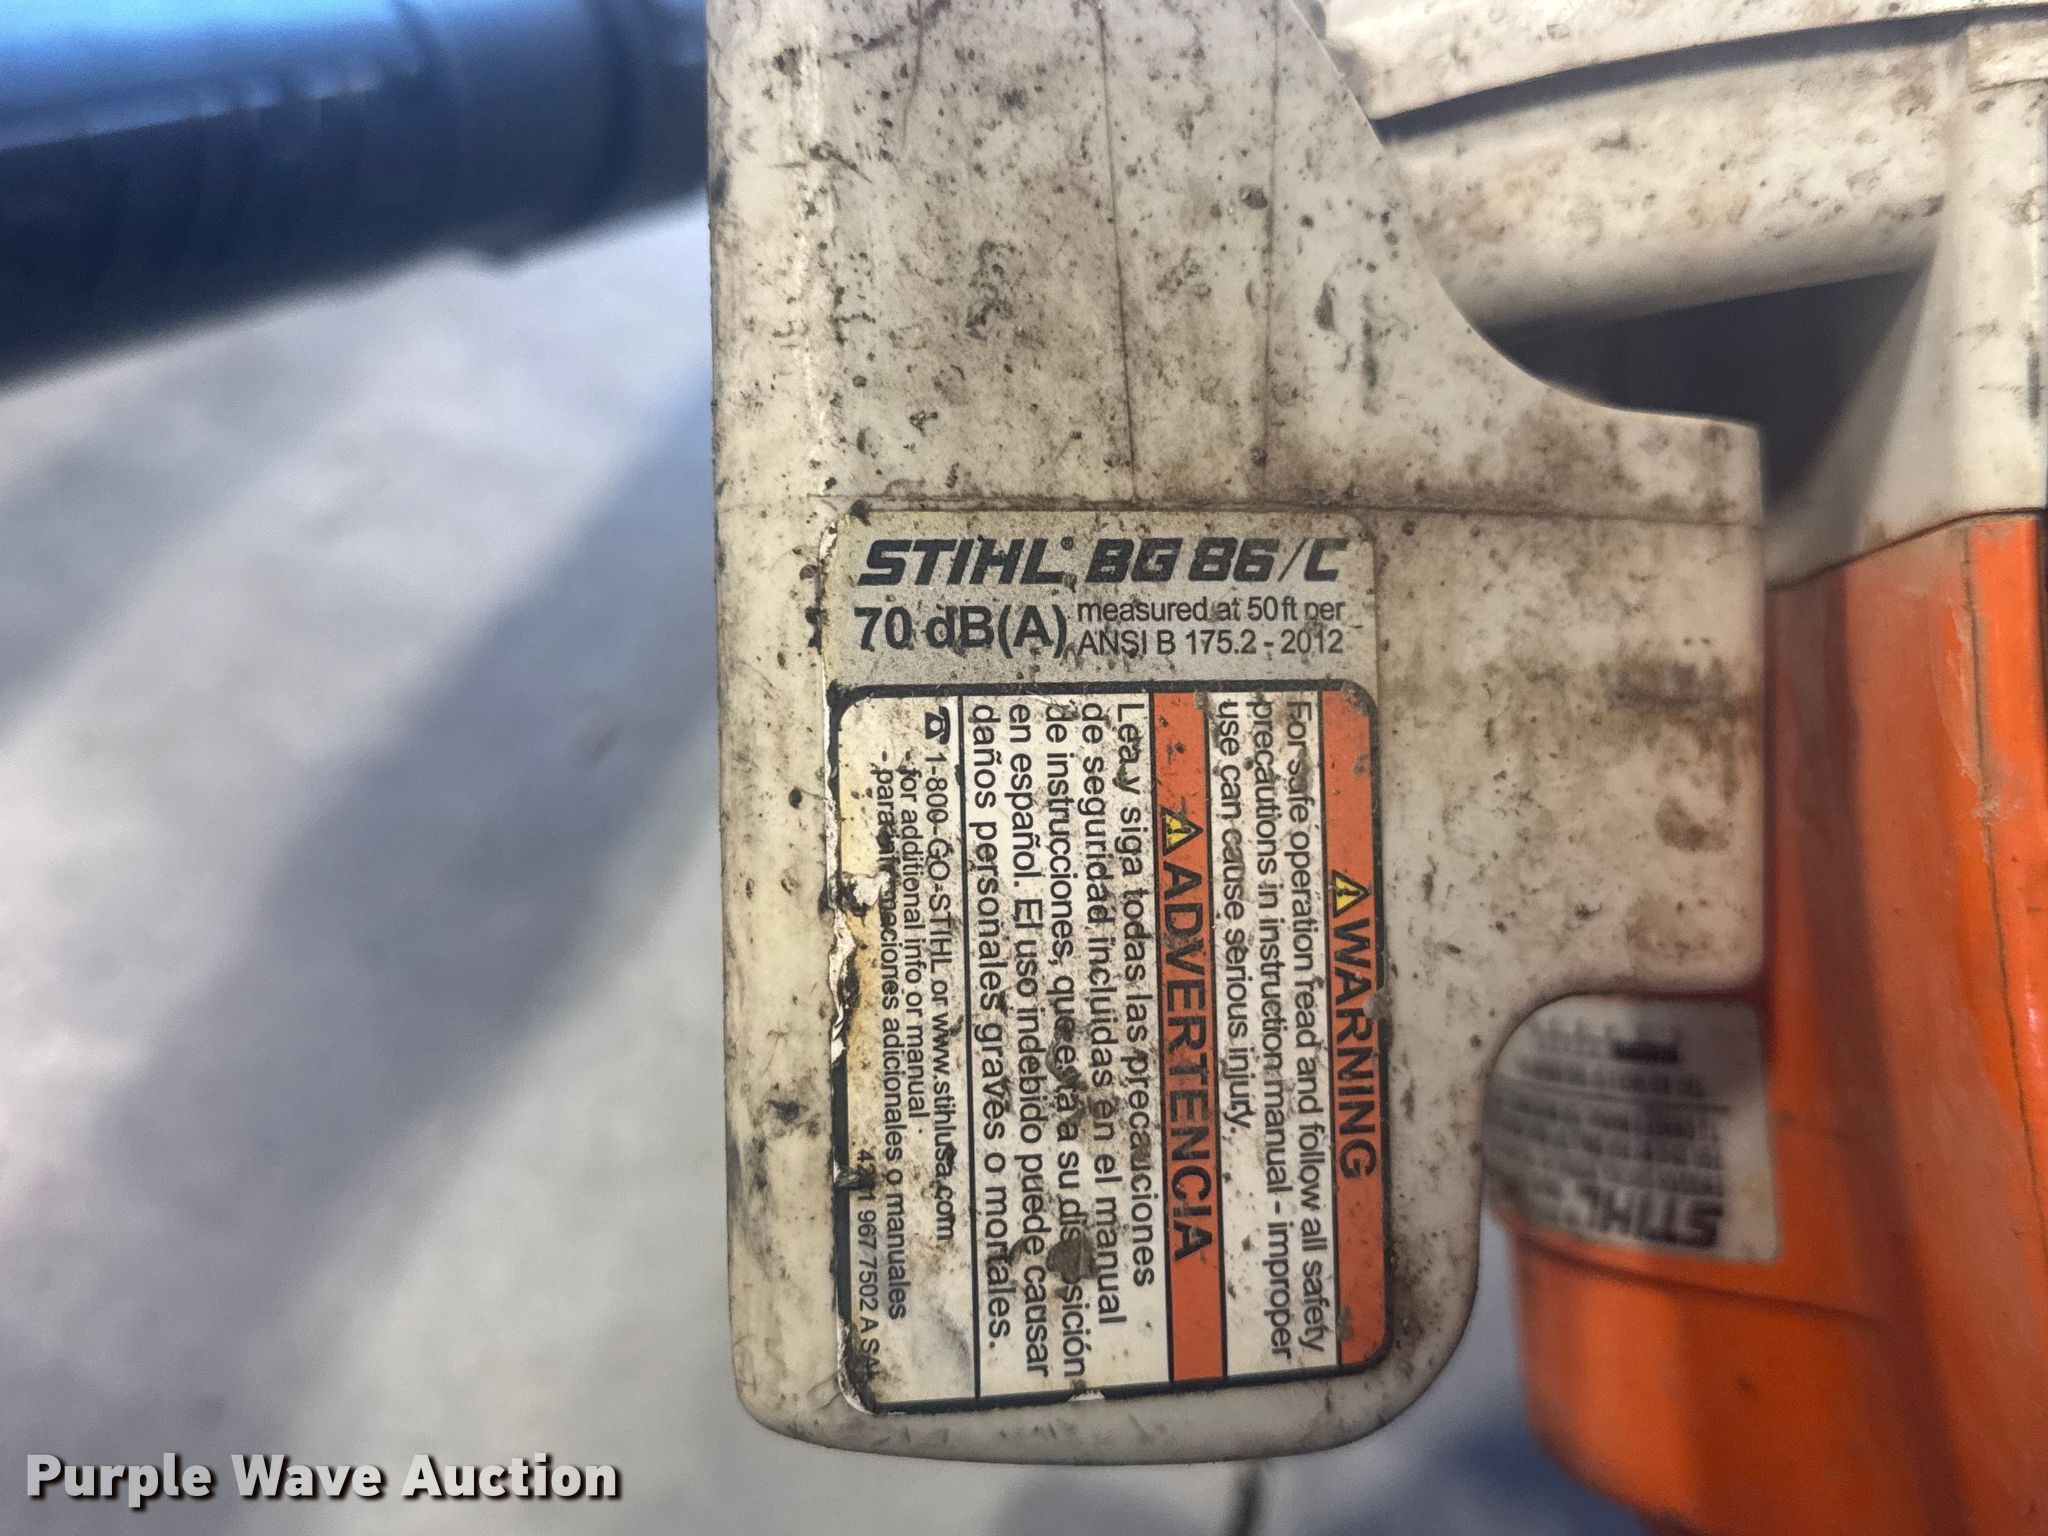 STIHL® BG 86/C
70 dB(A) measured at 50 ft per
ANSI B 175.2 - 2012
⚠WARNING
For safe operation read and follow all safety
precautions in instruction manual - improper
use can cause serious injury.
⚠ADVERTENCIA
Lea y siga todas las precauciones
de seguridad incluidas en el manual
de instrucciones, que está a su disposición
en español. El uso indebido puede causar
daños personales graves o mortales.
☎ 1-800-GO-STIHL or www.stihlusa.com
- for additional info or manual
- para informaciones adicionales o manuales
967 7502 A
STIHL
Purple Wave Auction